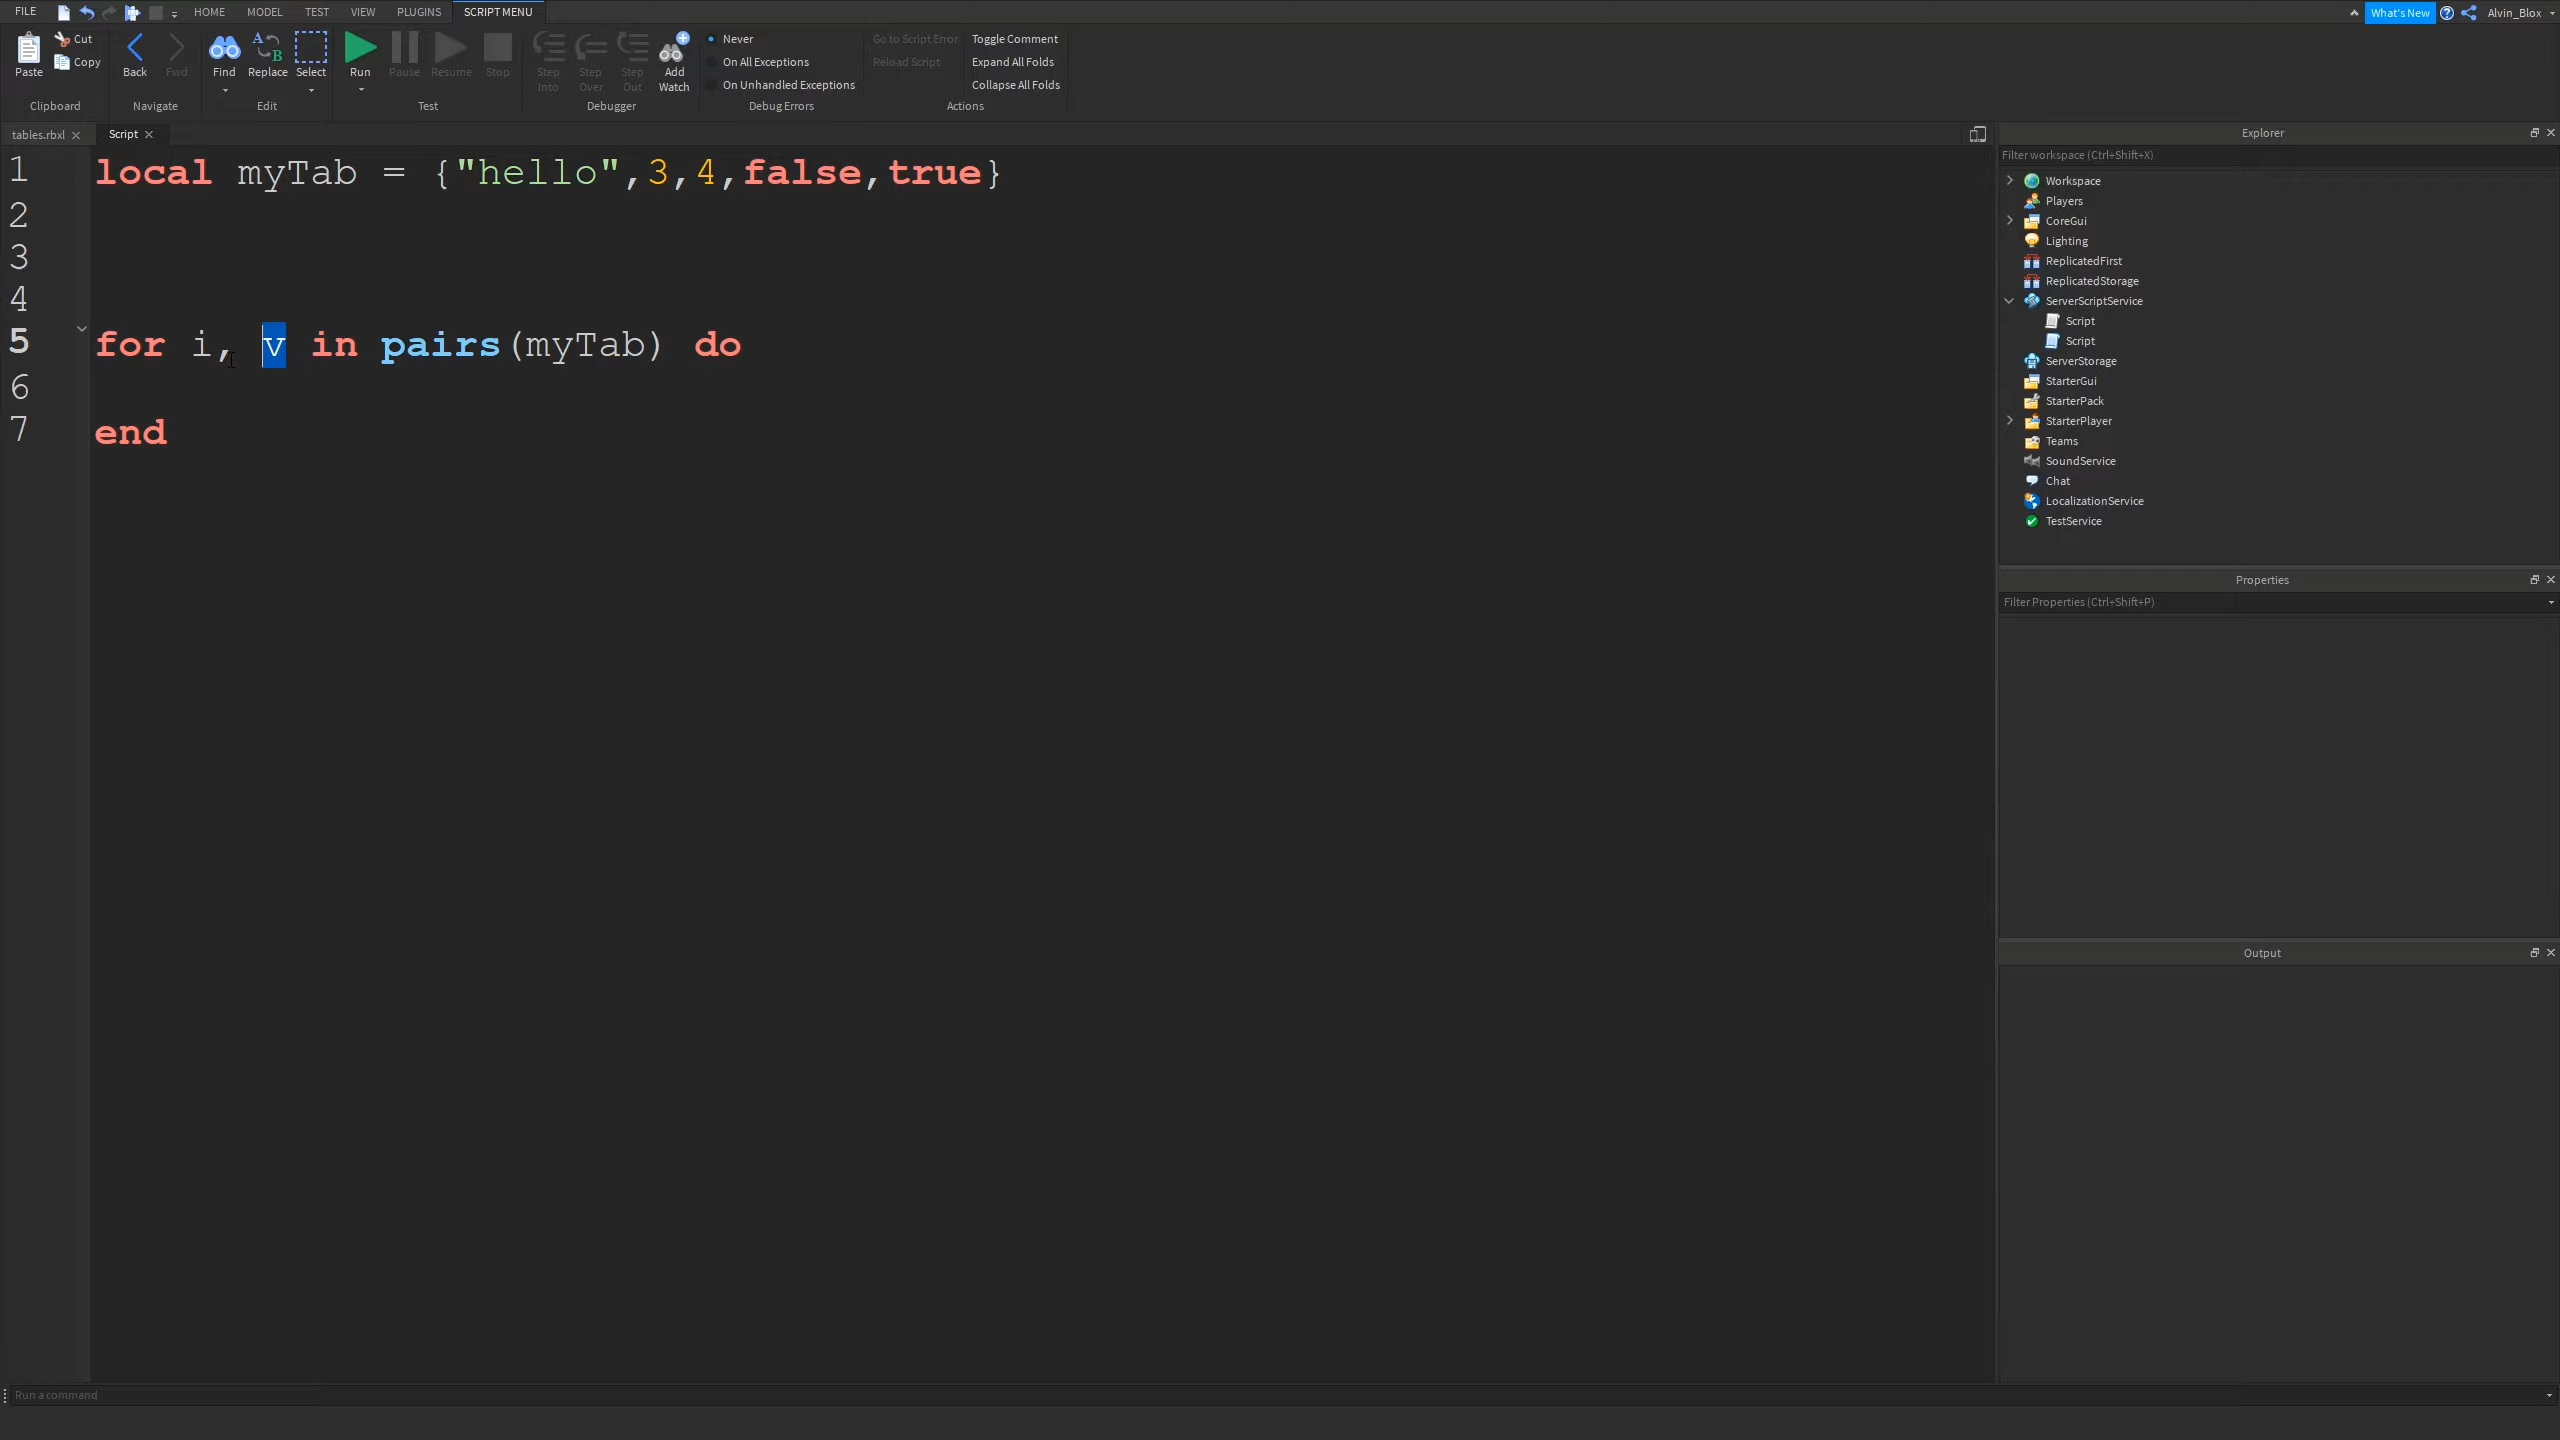 FILE HOME MODEL TEST VIEW PLUGINS SCRIPT MENU What's New Alvin_Blox
Paste Cut Copy Back Fwd Find Replace Select Run Pause Resume Stop Step Into Step Over Step Out Add Watch
Never
On All Exceptions
On Unhandled Exceptions
Go to Script Error
Reload Script
Toggle Comment
Expand All Folds
Collapse All Folds
Clipboard Navigate Edit Test Debugger Debug Errors Actions
tables.rbxl Script
1 local myTab = {"hello",3,4,false,true}
2
3
4
5 for i, v in pairs(myTab) do
6
7 end
Explorer
Filter workspace (Ctrl+Shift+X)
Workspace
Players
CoreGui
Lighting
ReplicatedFirst
ReplicatedStorage
ServerScriptService
Script
Script
ServerStorage
StarterGui
StarterPack
StarterPlayer
Teams
SoundService
Chat
LocalizationService
TestService
Properties
Filter Properties (Ctrl+Shift+P)
Output
Run a command